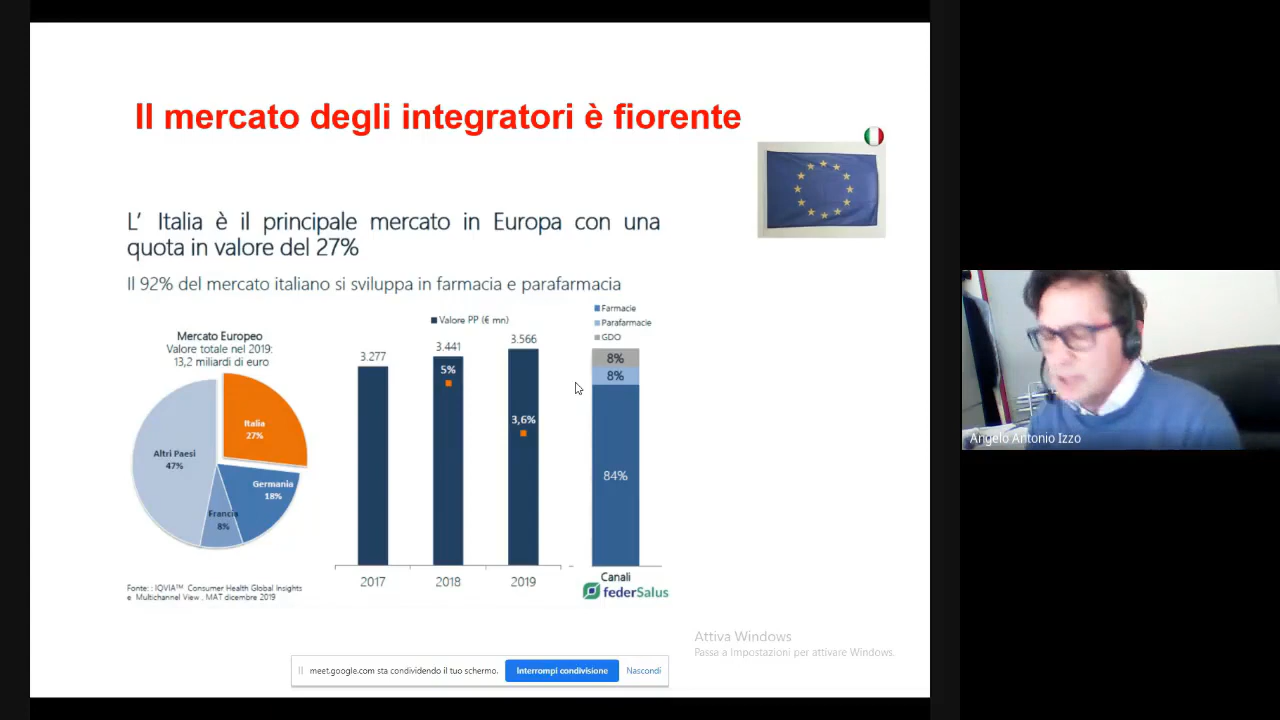 Il mercato degli integratori è fiorente
L' Italia è il principale mercato in Europa con una
quota in valore del 27%
Il 92% del mercato italiano si sviluppa in farmacia e parafarmacia
Mercato Europeo
Valore totale nel 2019:
13,2 miliardi di euro
Italia
27%
Altri Paesi
47%
Germania
18%
Francia
8%
Fonte: : IQVIA™ Consumer Health Global Insights
e Multichannel View , MAT dicembre 2019
Valore PP (€ mn)
3.277
3.441
3.566
5%
3,6%
2017
2018
2019
Farmacie
Parafarmacie
GDO
8%
8%
84%
Canali
federSalus
Attiva Windows
Passa a Impostazioni per attivare Windows.
meet.google.com sta condividendo il tuo schermo.
Interrompi condivisione
Nascondi
Angelo Antonio Izzo